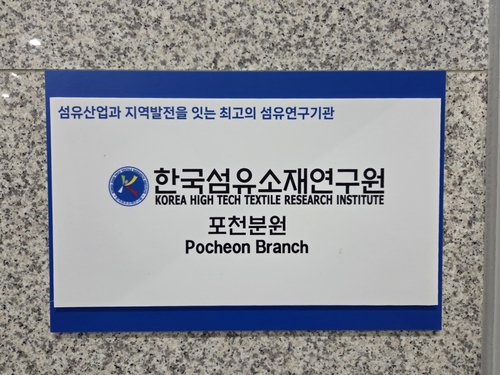 섬유산업과 지역발전을 잇는 최고의 섬유연구기관
한국섬유소재연구원
KOREA HIGH TECH TEXTILE RESEARCH INSTITUTE
포천분원
Pocheon Branch